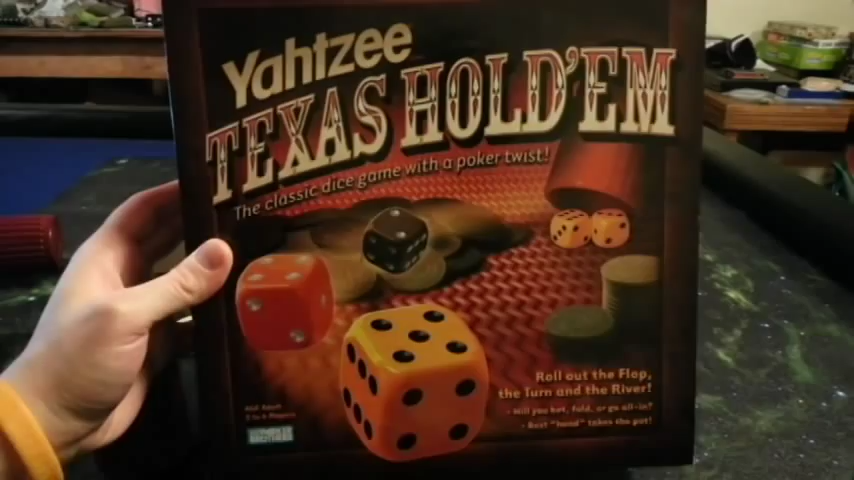 Yahtzee
TEXAS HOLD'EM
The classic dice game with a poker twist!
Roll out the Flop,
the Turn and the River!
- Will you bet, fold, or go all-in?
- Best "hand" takes the pot!